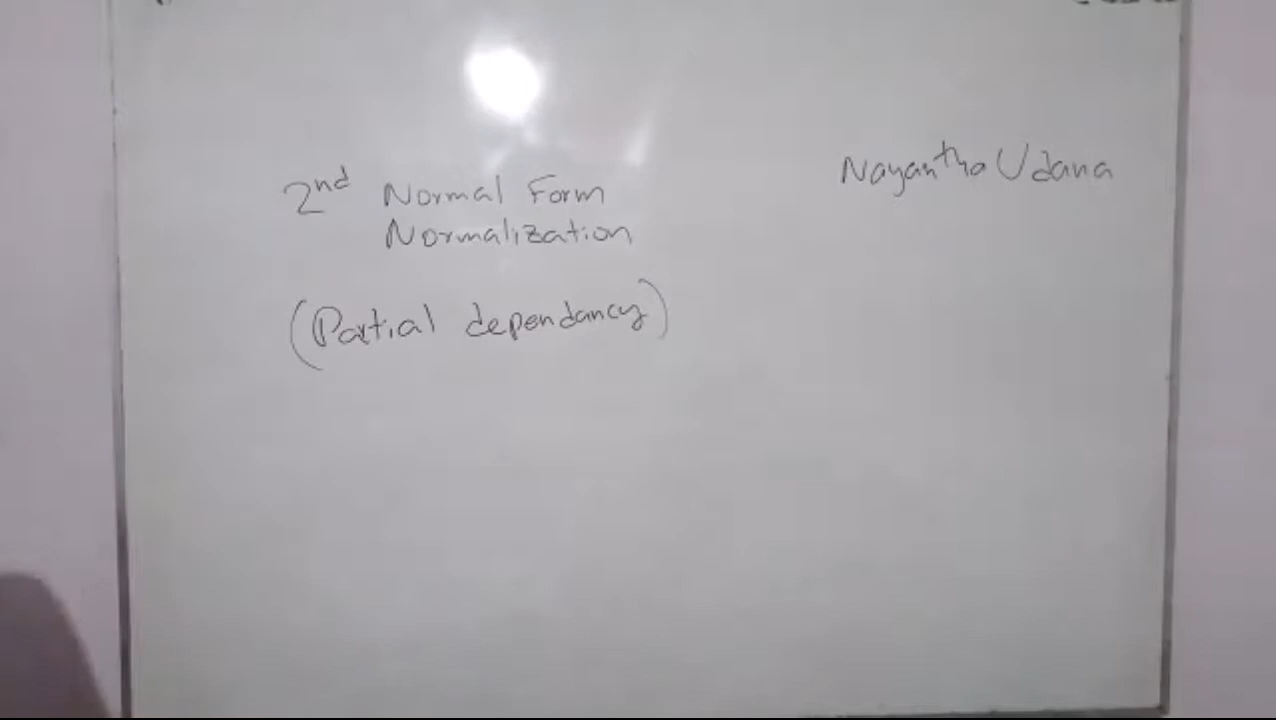 2nd Normal Form
Normalization
(Partial dependancy)
Nayantha Udana